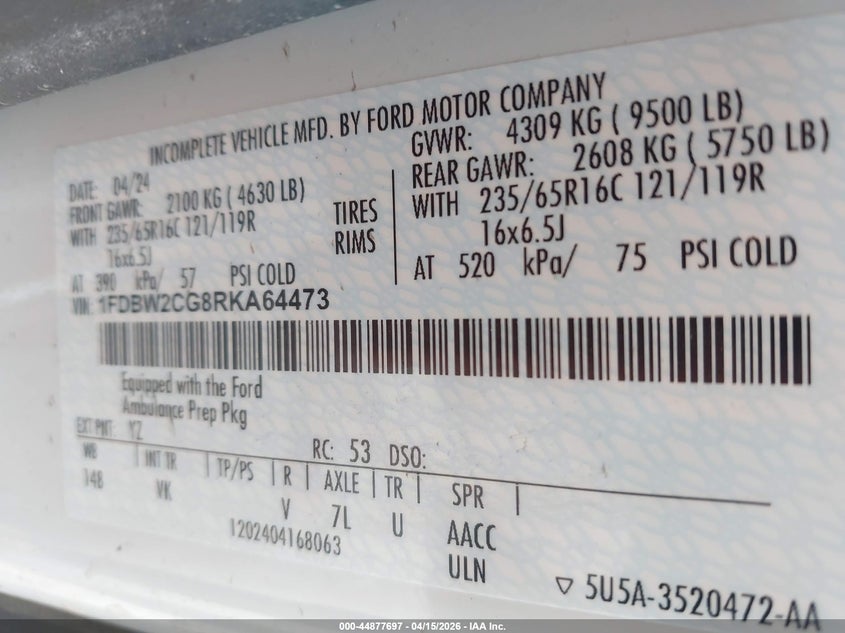 INCOMPLETE VEHICLE MFD. BY FORD MOTOR COMPANY
DATE: 04/24
FRONT GAWR: 2100 KG ( 4630 LB)
WITH 235/65R16C 121/119R
16x6.5J
AT 390 kPa/ 57 PSI COLD
TIRES
RIMS
GVWR: 4309 KG ( 9500 LB)
REAR GAWR: 2608 KG ( 5750 LB)
WITH 235/65R16C 121/119R
16x6.5J
AT 520 kPa/ 75 PSI COLD
VIN: 1FDBW2CG8RKA64473
Equipped with the Ford
Ambulance Prep Pkg
EXT PNT: YZ RC: 53 DSO:
WB | INT TR | TP/PS | R | AXLE | TR | SPR |
148 VK V 7L U AACC
ULN
1202404168063
▽ 5U5A-3520472-AA
000-44877697 - 04/15/2026 - IAA Inc.